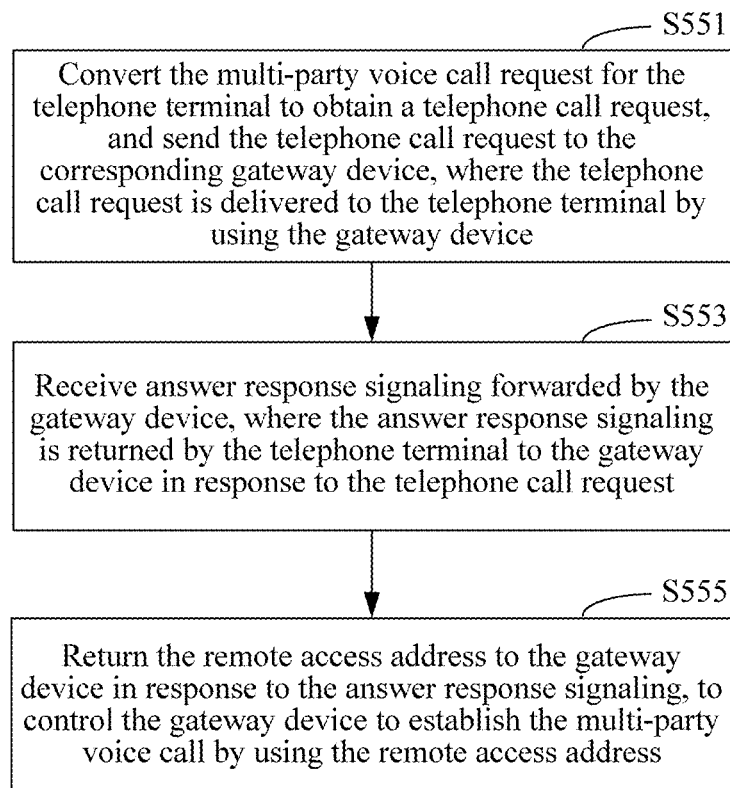 S551
Convert the multi-party voice call request for the
telephone terminal to obtain a telephone call request,
and send the telephone call request to the
corresponding gateway device, where the telephone
call request is delivered to the telephone terminal by
using the gateway device
S553
Receive answer response signaling forwarded by the
gateway device, where the answer response signaling
is returned by the telephone terminal to the gateway
device in response to the telephone call request
S555
Return the remote access address to the gateway
device in response to the answer response signaling, to
control the gateway device to establish the multi-party
voice call by using the remote access address